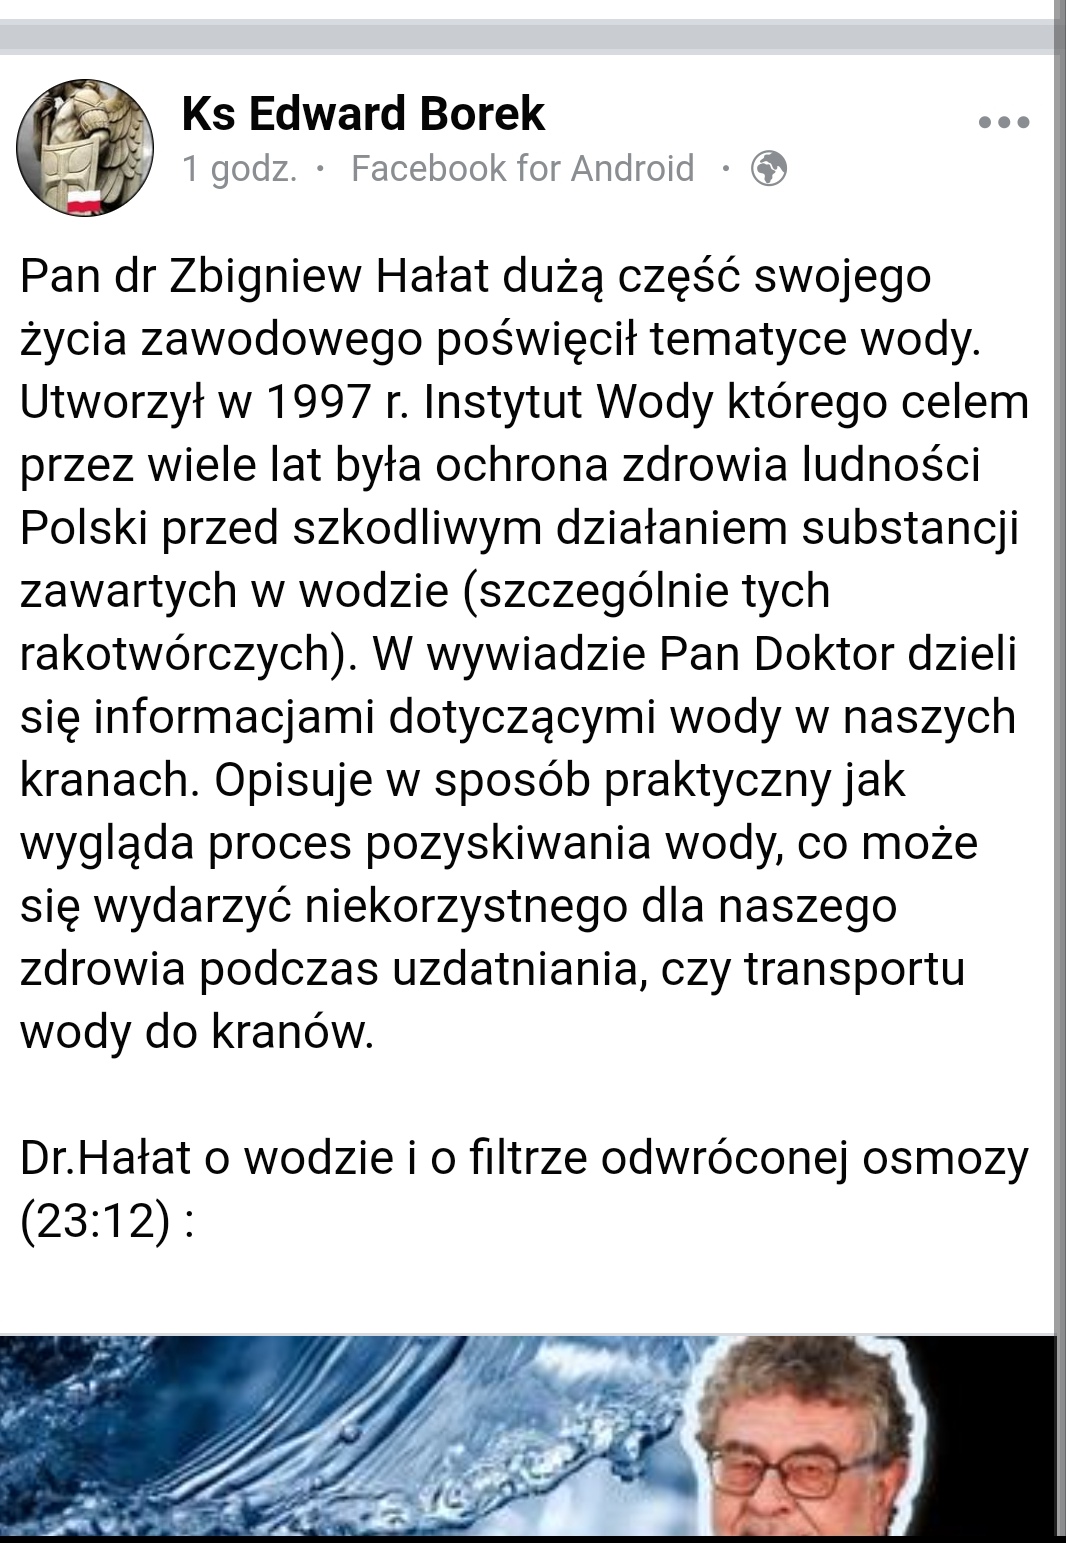 Ks Edward Borek
1 godz. · Facebook for Android ·
Pan dr Zbigniew Hałat dużą część swojego
życia zawodowego poświęcił tematyce wody.
Utworzył w 1997 r. Instytut Wody którego celem
przez wiele lat była ochrona zdrowia ludności
Polski przed szkodliwym działaniem substancji
zawartych w wodzie (szczególnie tych
rakotwórczych). W wywiadzie Pan Doktor dzieli
się informacjami dotyczącymi wody w naszych
kranach. Opisuje w sposób praktyczny jak
wygląda proces pozyskiwania wody, co może
się wydarzyć niekorzystnego dla naszego
zdrowia podczas uzdatniania, czy transportu
wody do kranów.
Dr.Hałat o wodzie i o filtrze odwróconej osmozy
(23:12) :